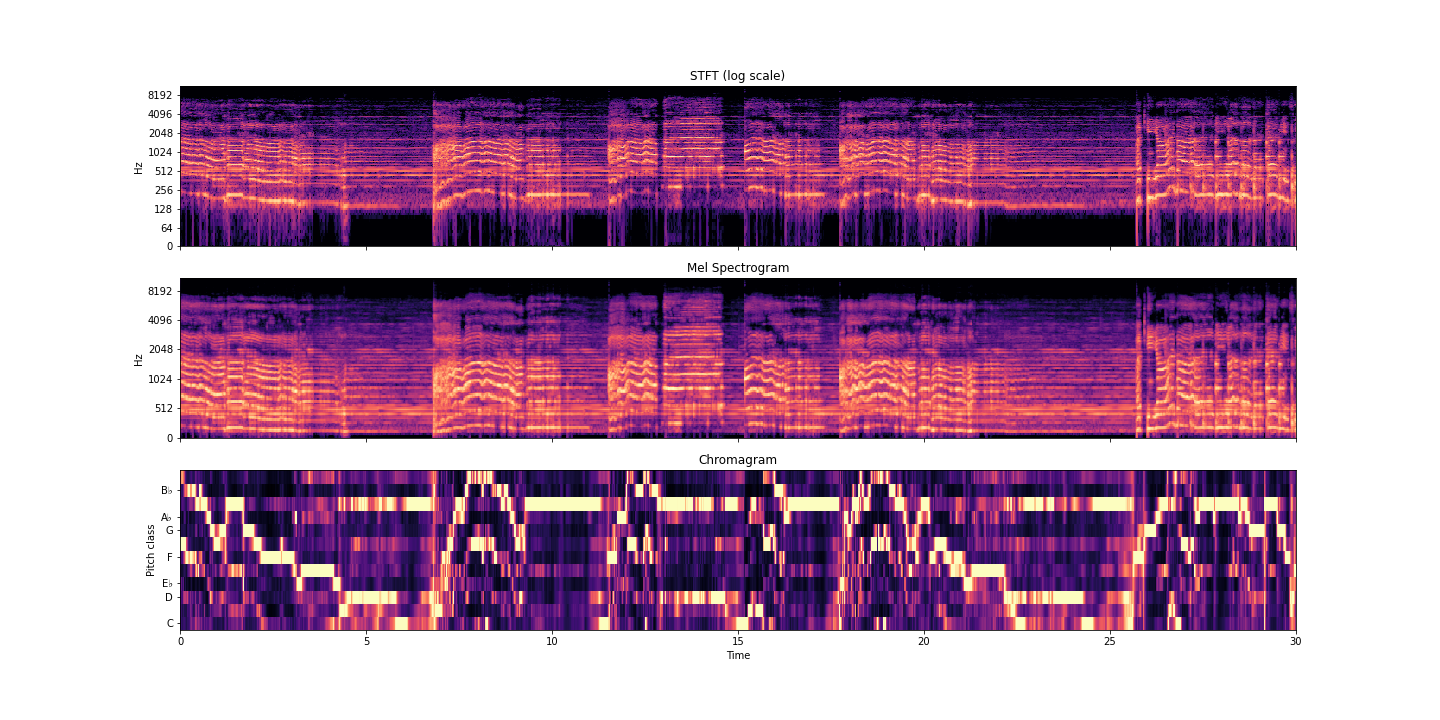 STFT (log scale)
8192
4096
2048
1024
512
256
128
64
0
Hz
Mel Spectrogram
8192
4096
2048
1024
512
0
Hz
Chromagram
B♭
A♭
G
F
E♭
D
C
Pitch class
0 5 10 15 20 25 30
Time